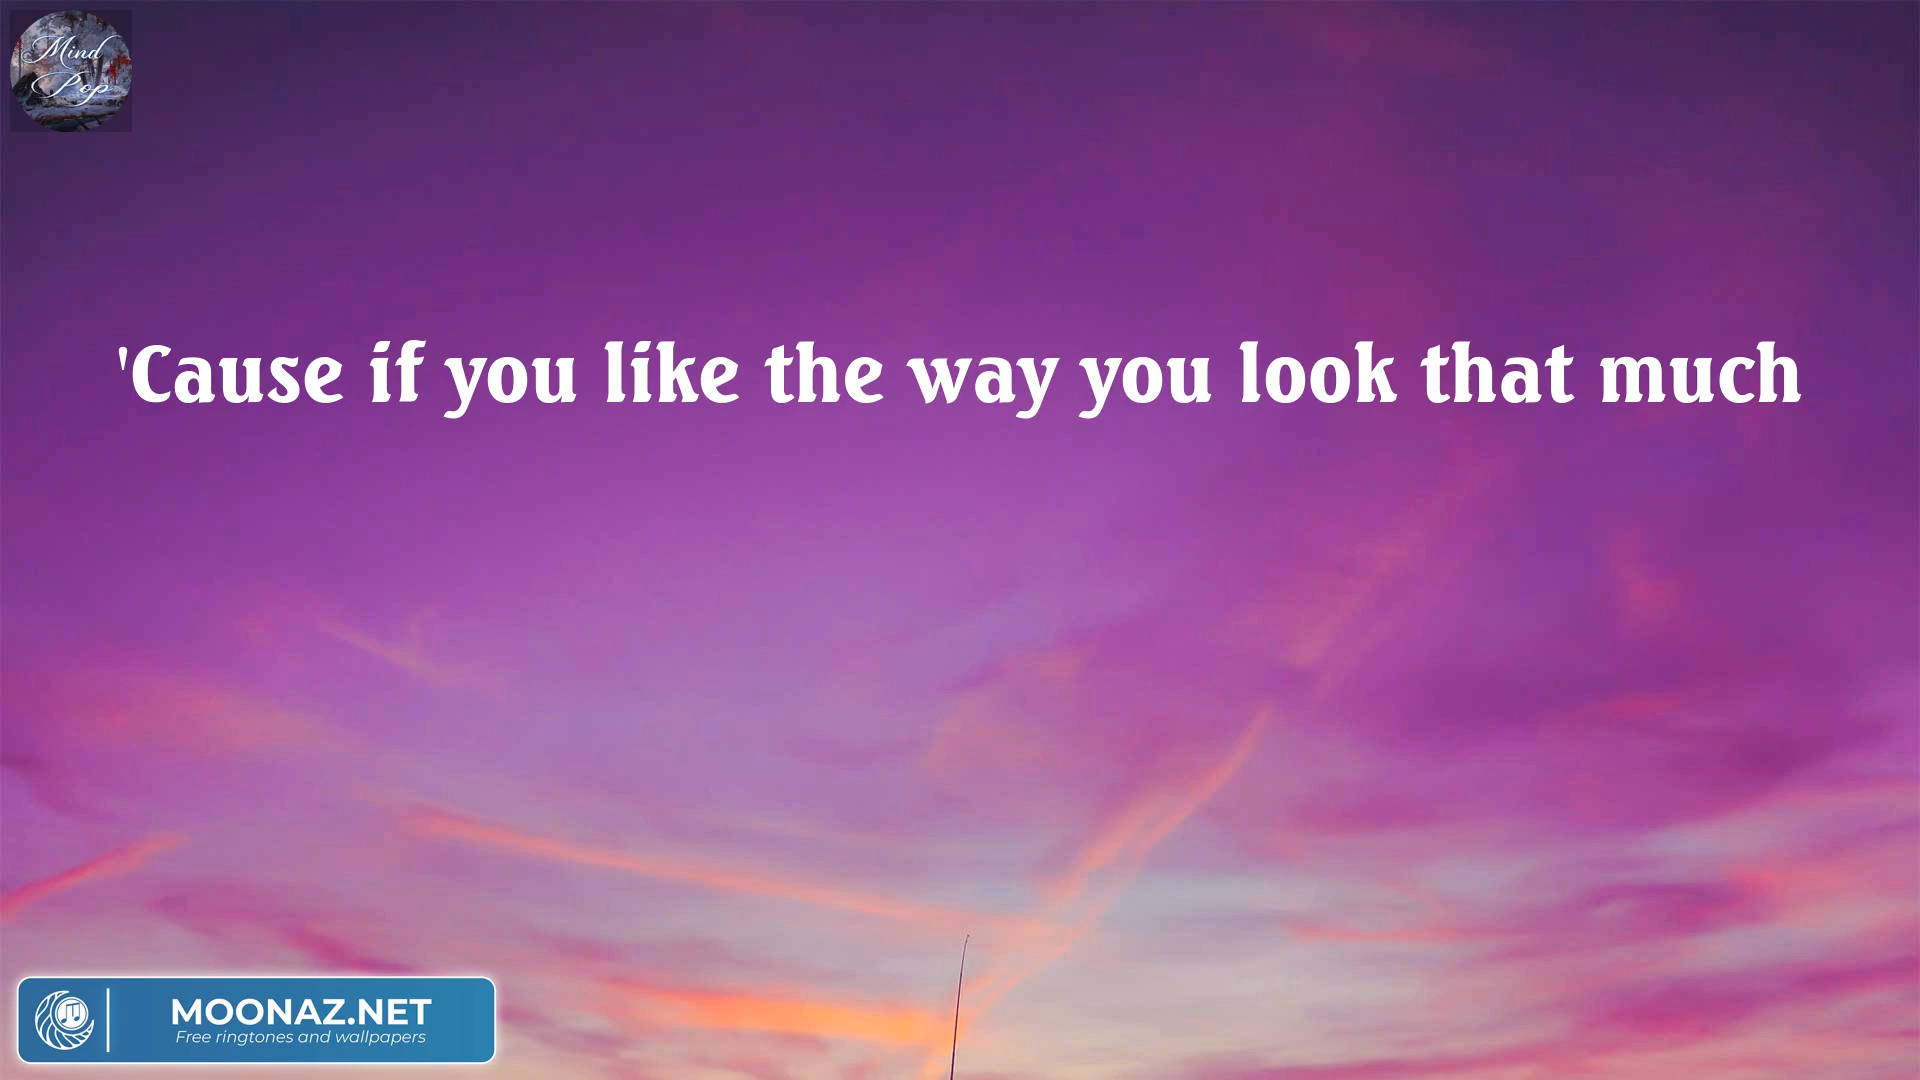 Mind
Pop
'Cause if you like the way you look that much
MOONAZ.NET
Free ringtones and wallpapers